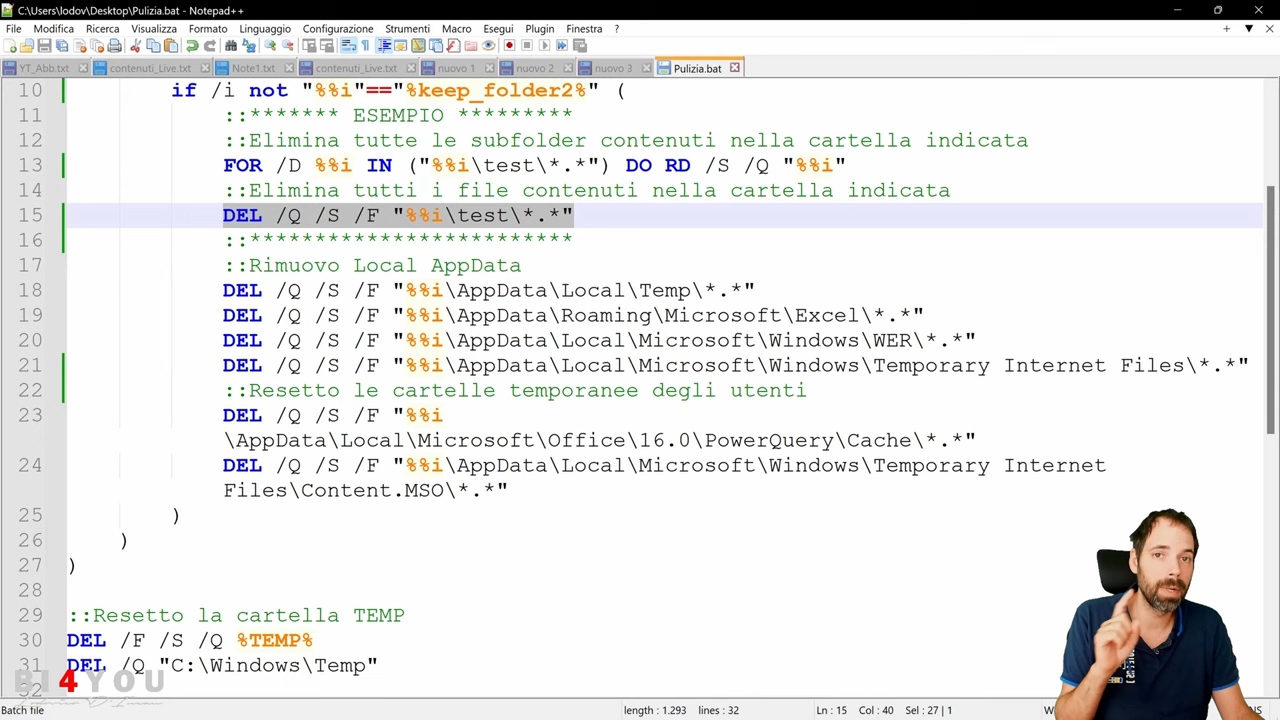 C:\Users\lodov\Desktop\Pulizia.bat - Notepad++
File Modifica Ricerca Visualizza Formato Linguaggio Configurazione Strumenti Macro Esegui Plugin Finestra ?
YT_Abb.txt contenuti_Live.txt Note1.txt contenuti_Live.txt nuovo 1 nuovo 2 nuovo 3 Pulizia.bat
10 if /i not "%%i"=="%keep_folder2%" (
11 ::******* ESEMPIO *********
12 ::Elimina tutte le subfolder contenuti nella cartella indicata
13 FOR /D %%i IN ("%%i\test\*.*") DO RD /S /Q "%%i"
14 ::Elimina tutti i file contenuti nella cartella indicata
15 DEL /Q /S /F "%%i\test\*.*"
16 ::*************************
17 ::Rimuovo Local AppData
18 DEL /Q /S /F "%%i\AppData\Local\Temp\*.*"
19 DEL /Q /S /F "%%i\AppData\Roaming\Microsoft\Excel\*.*"
20 DEL /Q /S /F "%%i\AppData\Local\Microsoft\Windows\WER\*.*"
21 DEL /Q /S /F "%%i\AppData\Local\Microsoft\Windows\Temporary Internet Files\*.*"
22 ::Resetto le cartelle temporanee degli utenti
23 DEL /Q /S /F "%%i
\AppData\Local\Microsoft\Office\16.0\PowerQuery\Cache\*.*"
24 DEL /Q /S /F "%%i\AppData\Local\Microsoft\Windows\Temporary Internet
Files\Content.MSO\*.*"
25 )
26 )
27 )
28
29 ::Resetto la cartella TEMP
30 DEL /F /S /Q %TEMP%
31 DEL /Q "C:\Windows\Temp"
BI4YOU
Batch file length : 1.293 lines : 32 Ln : 15 Col : 40 Sel : 27 | 1